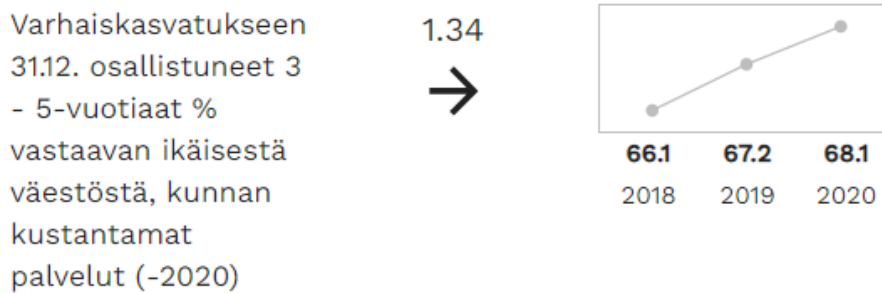 Varhaiskasvatukseen
31.12. osallistuneet 3
- 5-vuotiaat %
vastaavan ikäisestä
väestöstä, kunnan
kustantamat
palvelut (-2020)
1.34
66.1 67.2 68.1
2018 2019 2020